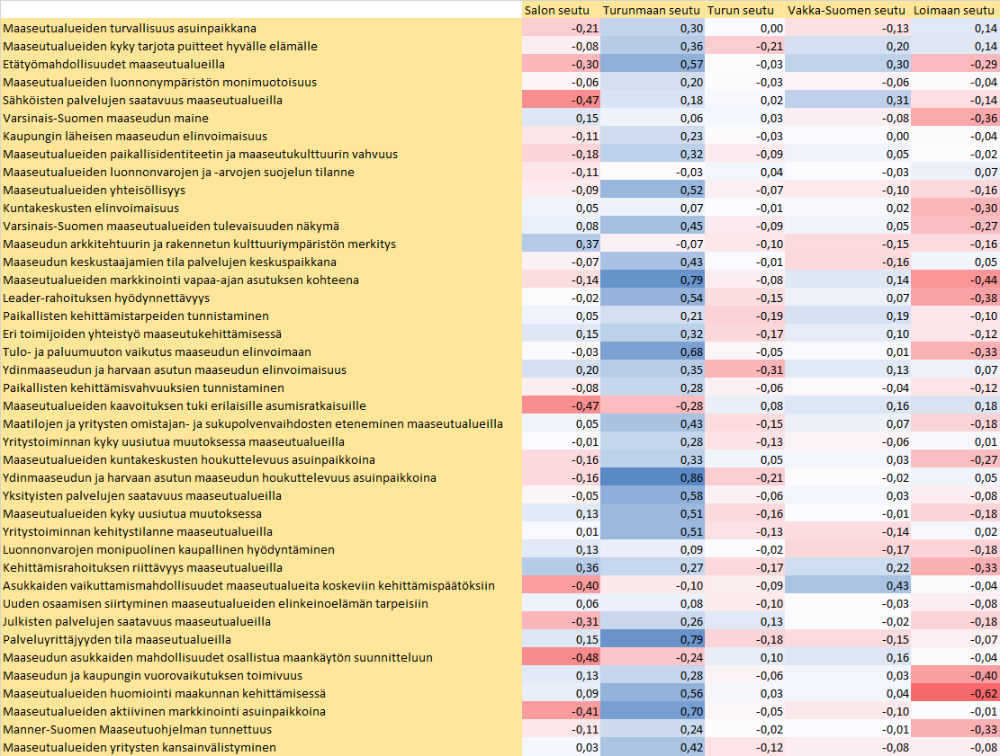 Salon seutu Turunmaan seutu Turun seutu Vakka-Suomen seutu Loimaan seutu
Maaseutualueiden turvallisuus asuinpaikkana -0,21 0,30 0,00 -0,13 0,14
Maaseutualueiden kyky tarjota puitteet hyvälle elämälle -0,08 0,36 -0,21 0,20 0,14
Etätyömahdollisuudet maaseutualueilla -0,30 0,57 -0,03 0,30 -0,29
Maaseutualueiden luonnonympäristön monimuotoisuus -0,06 0,20 -0,03 -0,06 -0,04
Sähköisten palvelujen saatavuus maaseutualueilla -0,47 0,18 0,02 0,31 -0,14
Varsinais-Suomen maaseudun maine 0,15 0,06 0,03 -0,08 -0,36
Kaupungin läheisen maaseudun elinvoimaisuus -0,11 0,23 -0,03 0,00 -0,04
Maaseutualueiden paikallisidentiteetin ja maaseutukulttuurin vahvuus -0,18 0,32 -0,09 0,05 -0,02
Maaseutualueiden luonnonvarojen ja -arvojen suojelun tilanne -0,11 -0,03 0,04 -0,03 0,07
Maaseutualueiden yhteisöllisyys -0,09 0,52 -0,07 -0,10 -0,16
Kuntakeskusten elinvoimaisuus 0,05 0,07 -0,01 0,02 -0,30
Varsinais-Suomen maaseutualueiden tulevaisuuden näkymä 0,08 0,45 -0,09 0,05 -0,27
Maaseudun arkkitehtuurin ja rakennetun kulttuuriympäristön merkitys 0,37 -0,07 -0,10 -0,15 -0,16
Maaseudun keskustaajamien tila palvelujen keskuspaikkana -0,07 0,43 -0,01 -0,16 0,05
Maaseutualueiden markkinointi vapaa-ajan asutuksen kohteena -0,14 0,79 -0,08 0,14 -0,44
Leader-rahoituksen hyödynnettävyys -0,02 0,54 -0,15 0,07 -0,38
Paikallisten kehittämistarpeiden tunnistaminen 0,05 0,21 -0,19 0,19 -0,10
Eri toimijoiden yhteistyö maaseutukehittämisessä 0,15 0,32 -0,17 0,10 -0,12
Tulo- ja paluumuuton vaikutus maaseudun elinvoimaan -0,03 0,68 -0,05 0,01 -0,33
Ydinmaaseudun ja harvaan asutun maaseudun elinvoimaisuus 0,20 0,35 -0,31 0,13 0,07
Paikallisten kehittämisvahvuuksien tunnistaminen -0,08 0,28 -0,06 -0,04 -0,12
Maaseutualueiden kaavoituksen tuki erilaisille asumisratkaisuille -0,47 -0,28 0,08 0,16 0,18
Maatilojen ja yritysten omistajan- ja sukupolvenvaihdosten eteneminen maaseutualueilla 0,05 0,43 -0,15 0,07 -0,18
Yritystoiminnan kyky uusiutua muutoksessa maaseutualueilla -0,01 0,28 -0,13 -0,06 0,01
Maaseutualueiden kuntakeskusten houkuttelevuus asuinpaikkoina -0,16 0,33 0,05 0,03 -0,27
Ydinmaaseudun ja harvaan asutun maaseudun houkuttelevuus asuinpaikkoina -0,16 0,86 -0,21 -0,02 0,05
Yksityisten palvelujen saatavuus maaseutualueilla -0,05 0,58 -0,06 0,03 -0,08
Maaseutualueiden kyky uusiutua muutoksessa 0,13 0,51 -0,16 -0,01 -0,18
Yritystoiminnan kehitystilanne maaseutualueilla 0,01 0,51 -0,13 -0,14 0,02
Luonnonvarojen monipuolinen kaupallinen hyödyntäminen 0,13 0,09 -0,02 -0,17 -0,18
Kehittämisrahoituksen riittävyys maaseutualueilla 0,36 0,27 -0,17 0,22 -0,33
Asukkaiden vaikuttamismahdollisuudet maaseutualueita koskeviin kehittämispäätöksiin -0,40 -0,10 -0,09 0,43 -0,04
Uuden osaamisen siirtyminen maaseutualueiden elinkeinoelämän tarpeisiin 0,06 0,08 -0,10 -0,03 -0,08
Julkisten palvelujen saatavuus maaseutualueilla -0,31 0,26 0,13 -0,02 -0,18
Palveluyrittäjyyden tila maaseutualueilla 0,15 0,79 -0,18 -0,15 -0,07
Maaseudun asukkaiden mahdollisuudet osallistua maankäytön suunnitteluun -0,48 -0,24 0,10 0,16 -0,04
Maaseudun ja kaupungin vuorovaikutuksen toimivuus 0,13 0,28 -0,06 0,03 -0,40
Maaseutualueiden huomiointi maakunnan kehittämisessä 0,09 0,56 0,03 0,04 -0,62
Maaseutualueiden aktiivinen markkinointi asuinpaikkoina -0,41 0,70 -0,05 -0,10 -0,01
Manner-Suomen Maaseutuohjelman tunnettuus -0,11 0,24 -0,02 -0,01 -0,33
Maaseutualueiden yritysten kansainvälistyminen 0,03 0,42 -0,12 -0,08 -0,08